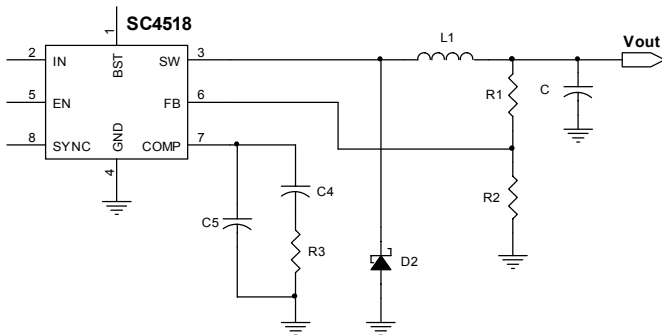 SC4518
L1
Vout
1
2
IN
BST
SW
3
5
EN
FB
6
R1
C
8
SYNC
GND
COMP
7
4
C4
R2
C5
R3
D2